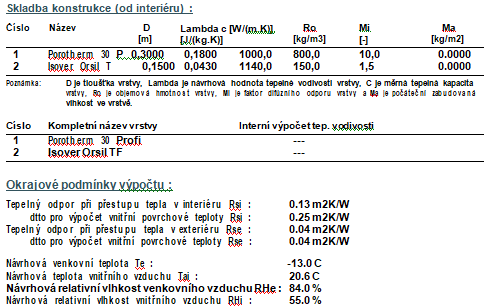 Skladba konstrukce (od interiéru) :
Číslo Název D Lambda c [W/(m.K)] Ro Mi Ma
[m] [J/(kg.K)] [kg/m3] [-] [kg/m2]
1 Porotherm 30 P 0,3000 0,1800 1000,0 800,0 10,0 0.0000
2 Isover Orsil T 0,1500 0,0430 1140,0 150,0 1,5 0.0000
Poznámka: D je tloušťka vrstvy, Lambda je návrhová hodnota tepelné vodivosti vrstvy, C je měrná tepelná kapacita
vrstvy, Ro je objemová hmotnost vrstvy, Mi je faktor difúzního odporu vrstvy a Ma je počáteční zabudovaná
vlhkost ve vrstvě.
Číslo Kompletní název vrstvy Interní výpočet tep. vodivosti
1 Porotherm 30 Profi ---
2 Isover Orsil TF ---
Okrajové podmínky výpočtu :
Tepelný odpor při přestupu tepla v interiéru Rsi : 0.13 m2K/W
dtto pro výpočet vnitřní povrchové teploty Rsi : 0.25 m2K/W
Tepelný odpor při přestupu tepla v exteriéru Rse : 0.04 m2K/W
dtto pro výpočet vnitřní povrchové teploty Rse : 0.04 m2K/W
Návrhová venkovní teplota Te : -13.0 C
Návrhová teplota vnitřního vzduchu Tai : 20.6 C
Návrhová relativní vlhkost venkovního vzduchu RHe : 84.0 %
Návrhová relativní vlhkost vnitřního vzduchu RHi : 55.0 %